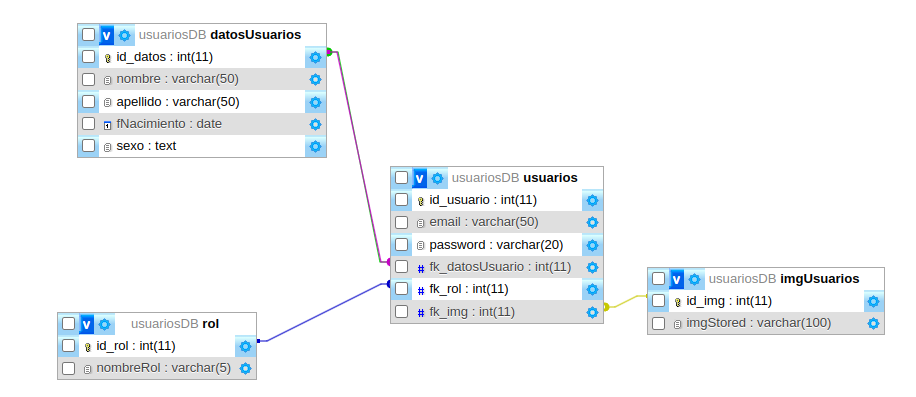 v usuariosDB datosUsuarios
id_datos : int(11)
nombre : varchar(50)
apellido : varchar(50)
fNacimiento : date
sexo : text
v usuariosDB usuarios
id_usuario : int(11)
email : varchar(50)
password : varchar(20)
# fk_datosUsuario : int(11)
# fk_rol : int(11)
# fk_img : int(11)
v usuariosDB imgUsuarios
id_img : int(11)
imgStored : varchar(100)
v usuariosDB rol
id_rol : int(11)
nombreRol : varchar(5)